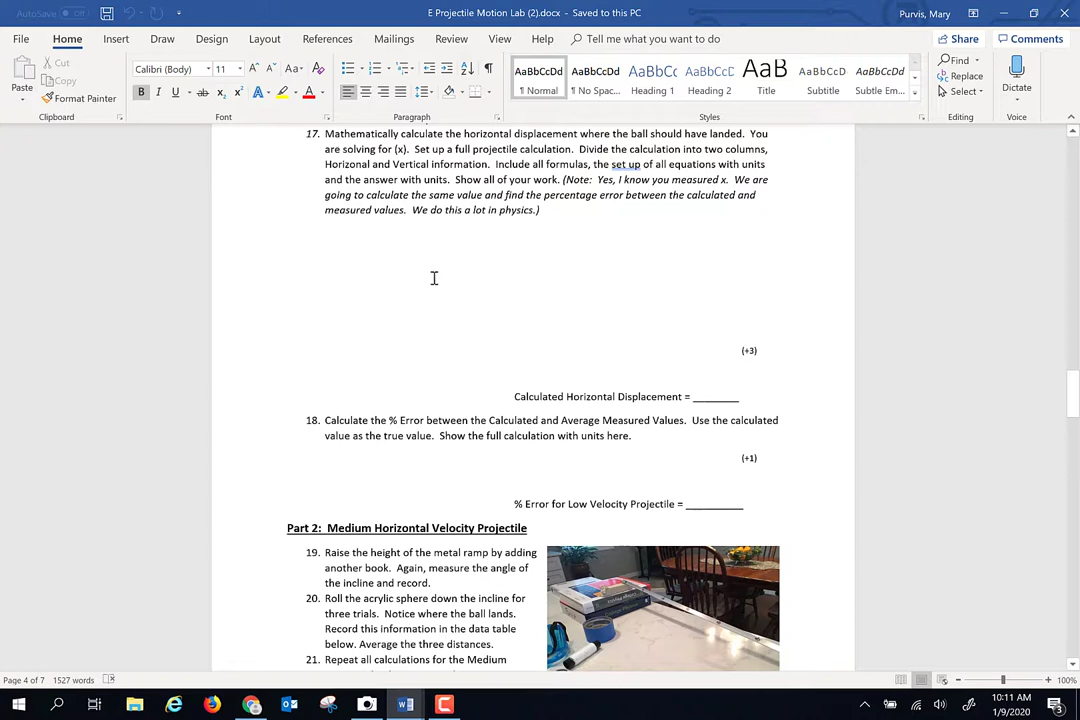 AutoSave
Off
E Projectile Motion Lab (2).docx - Saved to this PC
Purvis, Mary
File
Home
Insert
Draw
Design
Layout
References
Mailings
Review
View
Help
Tell me what you want to do
Share
Comments
Paste
Cut
Copy
Format Painter
Clipboard
Calibri (Body)
11
Font
Paragraph
AaBbCcDd
¶ Normal
AaBbCcDd
¶ No Spac...
AaBbCc
Heading 1
AaBbCcD
Heading 2
AaB
Title
AaBbCcD
Subtitle
AaBbCcDd
Subtle Em...
Styles
Find
Replace
Select
Editing
Dictate
Voice
17. Mathematically calculate the horizontal displacement where the ball should have landed. You
are solving for (x). Set up a full projectile calculation. Divide the calculation into two columns,
Horizonal and Vertical information. Include all formulas, the set up of all equations with units
and the answer with units. Show all of your work. (Note: Yes, I know you measured x. We are
going to calculate the same value and find the percentage error between the calculated and
measured values. We do this a lot in physics.)
(+3)
Calculated Horizontal Displacement = ________
18. Calculate the % Error between the Calculated and Average Measured Values. Use the calculated
value as the true value. Show the full calculation with units here.
(+1)
% Error for Low Velocity Projectile = __________
Part 2: Medium Horizontal Velocity Projectile
19. Raise the height of the metal ramp by adding
another book. Again, measure the angle of
the incline and record.
20. Roll the acrylic sphere down the incline for
three trials. Notice where the ball lands.
Record this information in the data table
below. Average the three distances.
21. Repeat all calculations for the Medium
Page 4 of 7
1527 words
100%
10:11 AM
1/9/2020